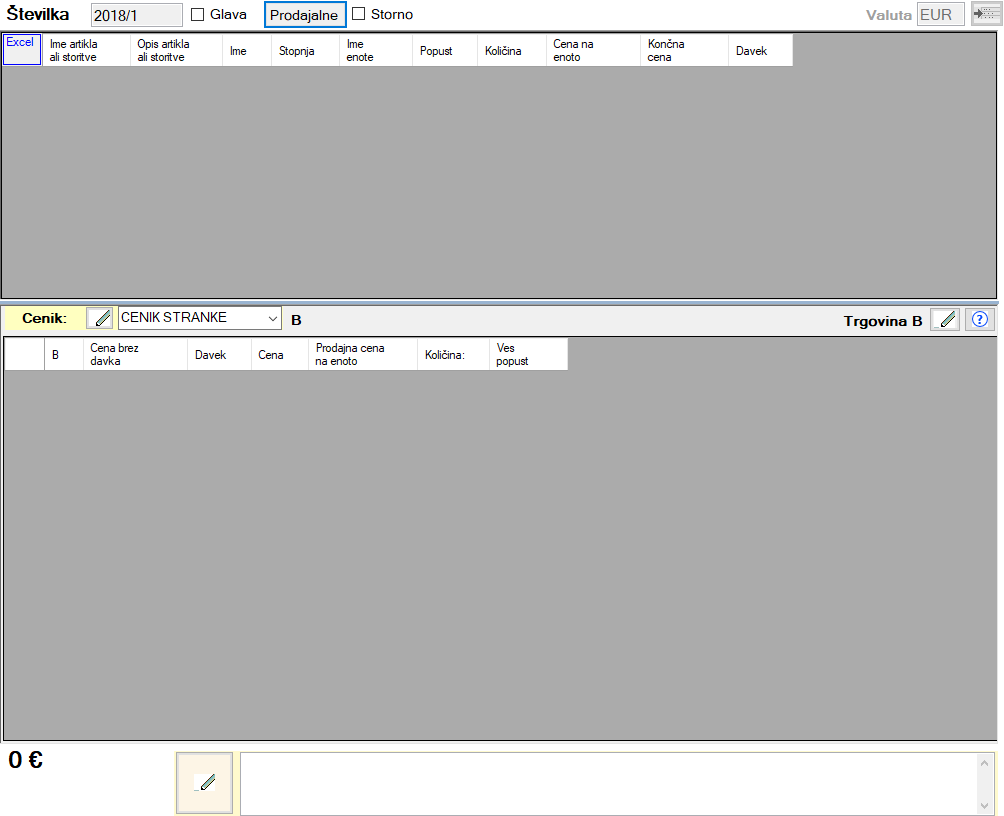 Številka 2018/1 Glava Prodajalne Storno Valuta EUR
Excel Ime artikla ali storitve Opis artikla ali storitve Ime Stopnja Ime enote Popust Količina Cena na enoto Končna cena Davek
Cenik: CENIK STRANKE B Trgovina B ?
B Cena brez davka Davek Cena Prodajna cena na enoto Količina: Ves popust
0 €